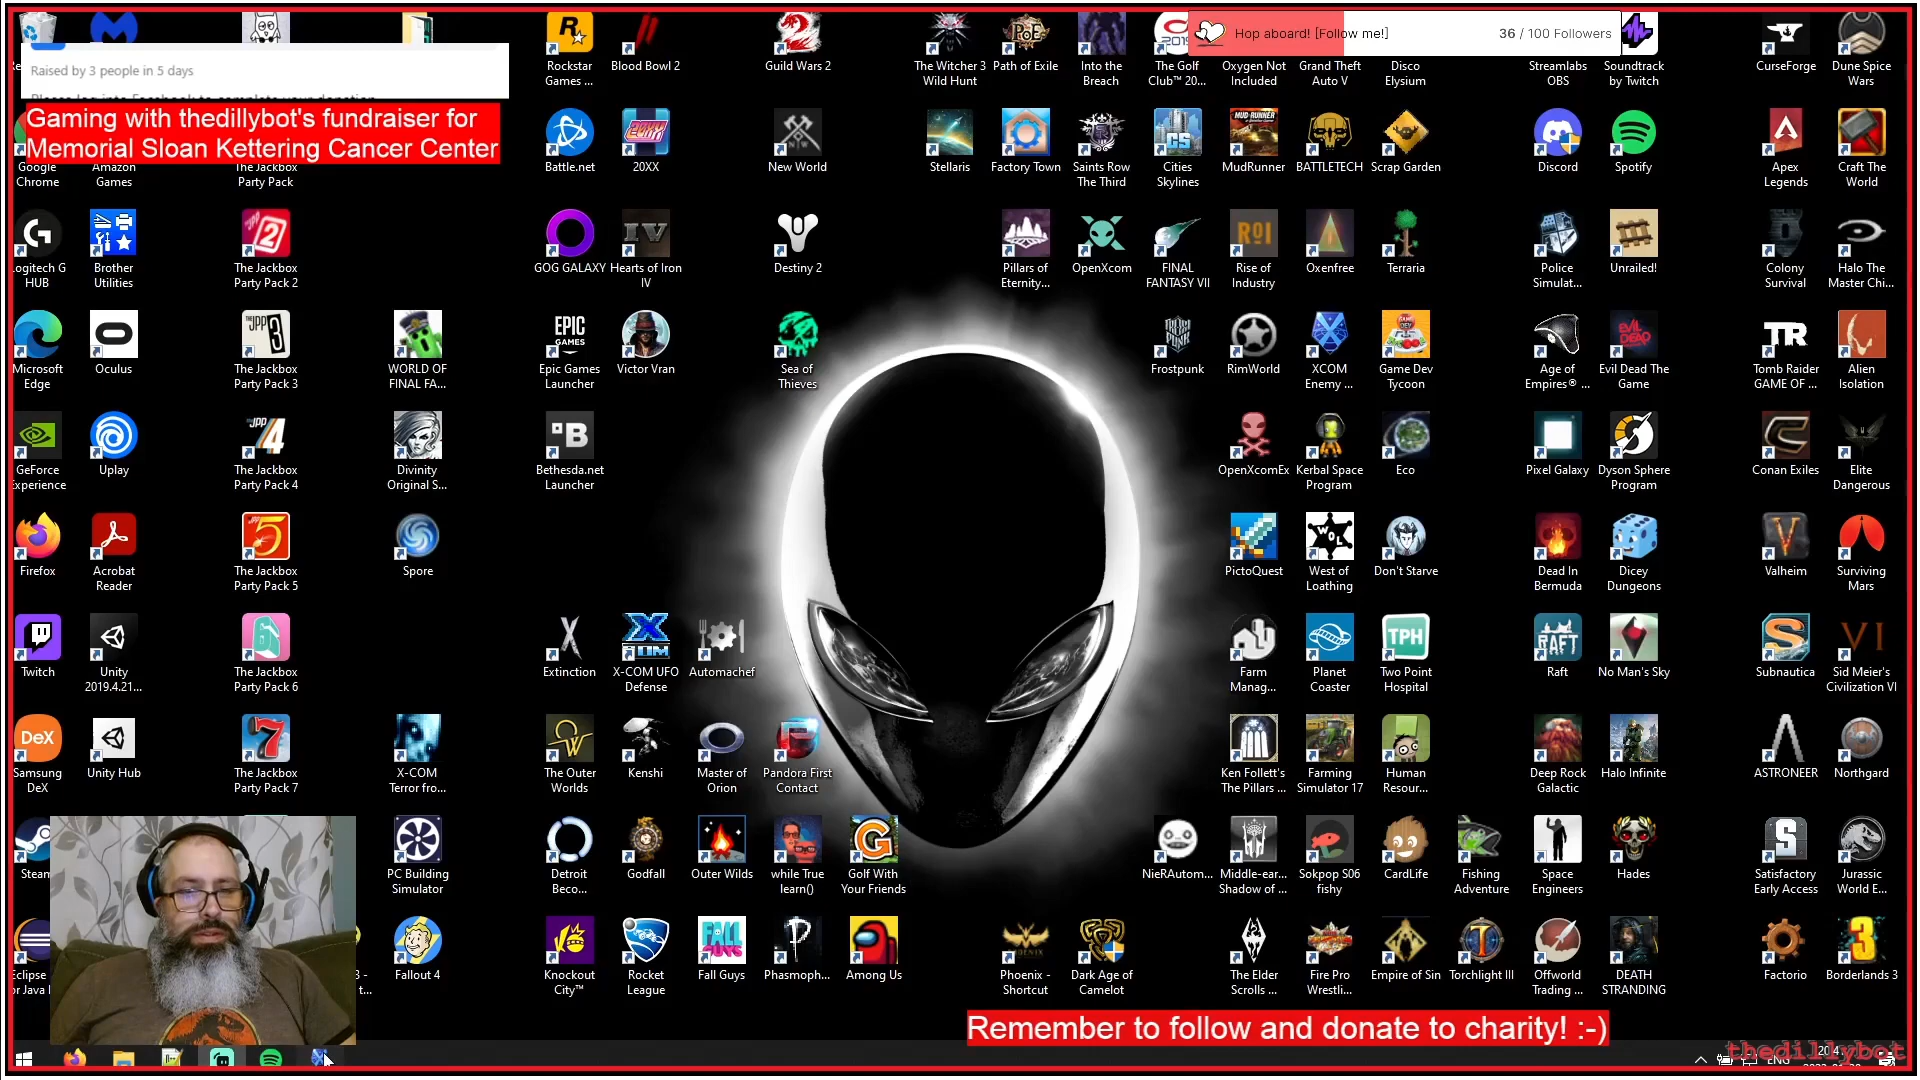 Hop aboard! [Follow me!] 36 / 100 Followers
Raised by 3 people in 5 days
Please log into Facebook to complete your donation
Gaming with thedillybot's fundraiser for
Memorial Sloan Kettering Cancer Center
Rockstar
Games ...
Blood Bowl 2
Guild Wars 2
The Witcher 3
Wild Hunt
Path of Exile
Into the
Breach
The Golf
Club™ 20...
Oxygen Not
Included
Grand Theft
Auto V
Disco
Elysium
Streamlabs
OBS
Soundtrack
by Twitch
CurseForge
Dune Spice
Wars
Google
Chrome
Amazon
Games
The Jackbox
Party Pack
Battle.net
20XX
New World
Stellaris
Factory Town
Saints Row
The Third
Cities
Skylines
MudRunner
BATTLETECH
Scrap Garden
Discord
Spotify
Apex
Legends
Craft The
World
Logitech G
HUB
Brother
Utilities
The Jackbox
Party Pack 2
GOG GALAXY
Hearts of Iron
IV
Destiny 2
Pillars of
Eternity...
OpenXcom
FINAL
FANTASY VII
Rise of
Industry
Oxenfree
Terraria
Police
Simulat...
Unrailed!
Colony
Survival
Halo The
Master Chi...
Microsoft
Edge
Oculus
The Jackbox
Party Pack 3
WORLD OF
FINAL FA...
Epic Games
Launcher
Victor Vran
Sea of
Thieves
Frostpunk
RimWorld
XCOM
Enemy ...
Game Dev
Tycoon
Age of
Empires® ...
Evil Dead The
Game
Tomb Raider
GAME OF ...
Alien
Isolation
GeForce
Experience
Uplay
The Jackbox
Party Pack 4
Divinity
Original S...
Bethesda.net
Launcher
OpenXcomEx
Kerbal Space
Program
Eco
Pixel Galaxy
Dyson Sphere
Program
Conan Exiles
Elite
Dangerous
Firefox
Acrobat
Reader
The Jackbox
Party Pack 5
Spore
PictoQuest
West of
Loathing
Don't Starve
Dead In
Bermuda
Dicey
Dungeons
Valheim
Surviving
Mars
Twitch
Unity
2019.4.21...
The Jackbox
Party Pack 6
Extinction
X-COM UFO
Defense
Automachef
Farm
Manag...
Planet
Coaster
Two Point
Hospital
Raft
No Man's Sky
Subnautica
Sid Meier's
Civilization VI
Samsung
DeX
Unity Hub
The Jackbox
Party Pack 7
X-COM
Terror fro...
The Outer
Worlds
Kenshi
Master of
Orion
Pandora First
Contact
Ken Follett's
The Pillars ...
Farming
Simulator 17
Human
Resour...
Deep Rock
Galactic
Halo Infinite
ASTRONEER
Northgard
Steam
PC Building
Simulator
Detroit
Beco...
Godfall
Outer Wilds
while True
learn()
Golf With
Your Friends
NieRAutom...
Middle-ear...
Shadow of ...
Sokpop S06
fishy
CardLife
Fishing
Adventure
Space
Engineers
Hades
Satisfactory
Early Access
Jurassic
World E...
Eclipse
or Java
Fallout 4
Knockout
City™
Rocket
League
Fall Guys
Phasmoph...
Among Us
Phoenix -
Shortcut
Dark Age of
Camelot
The Elder
Scrolls ...
Fire Pro
Wrestli...
Empire of Sin
Torchlight III
Offworld
Trading ...
DEATH
STRANDING
Factorio
Borderlands 3
Remember to follow and donate to charity! :-)
thedillybot
ENG